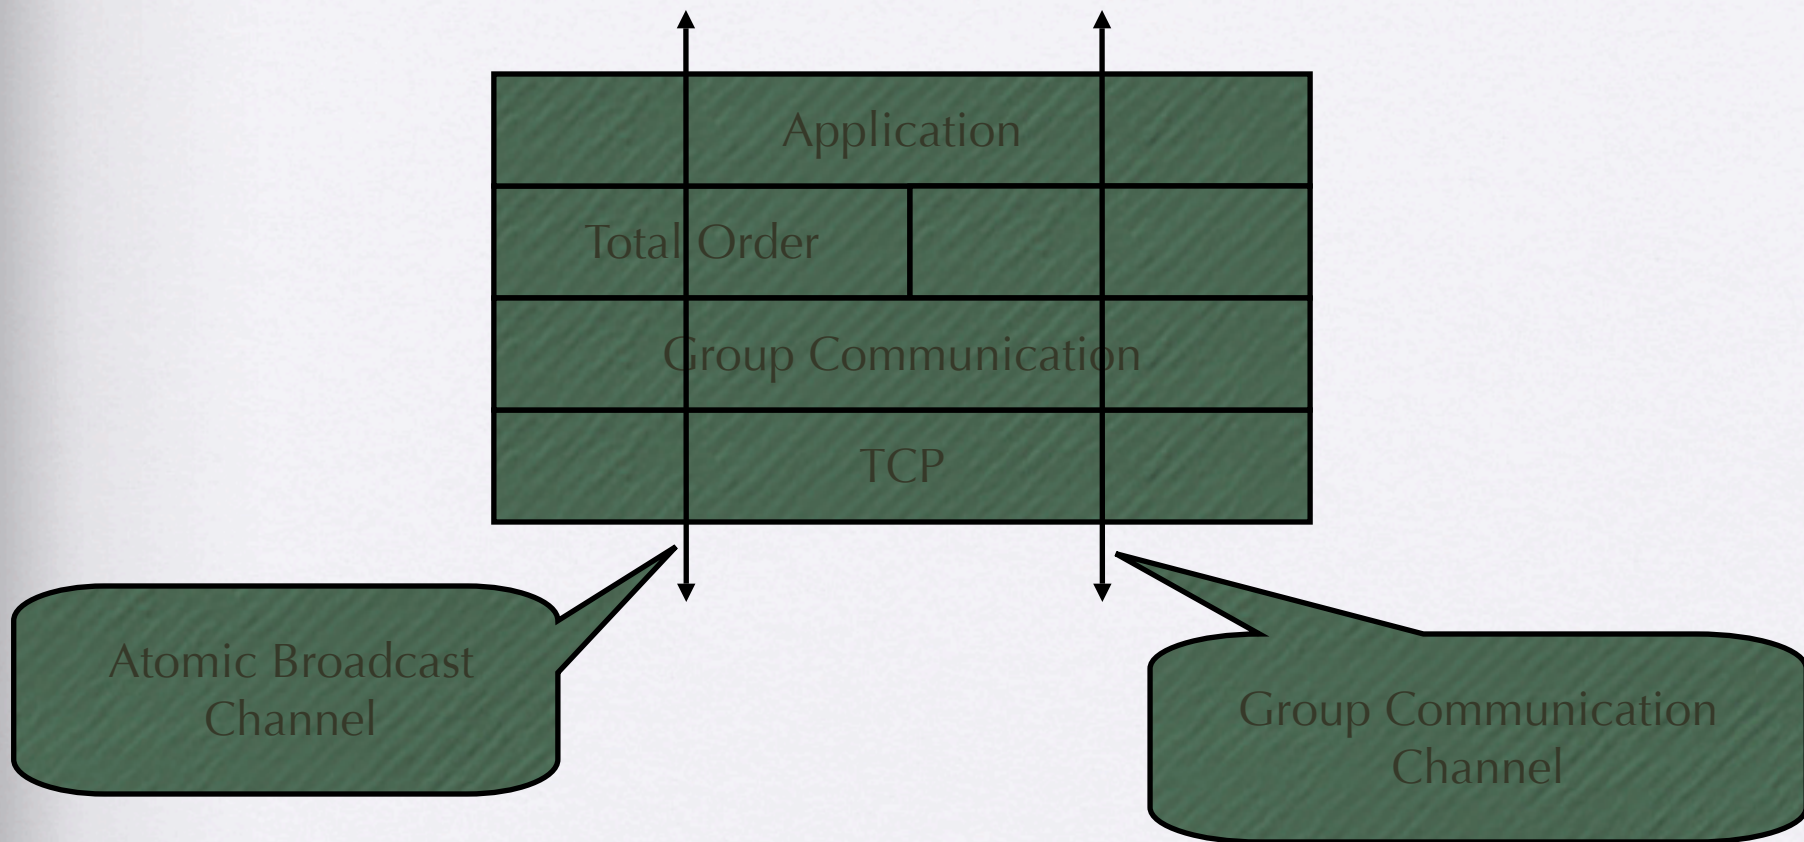 Application
Total Order
Group Communication
TCP
Atomic Broadcast
Channel
Group Communication
Channel